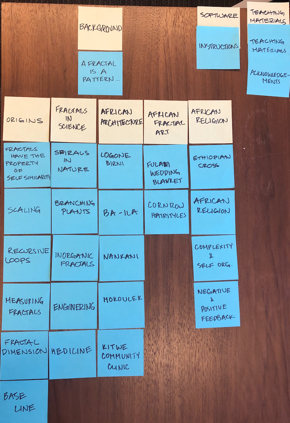 BACKGROUND
A FRACTAL
IS A
PATTERN...
SOFTWARE
INSTRUCTIONS
TEACHING
MATERIALS
TEACHING
MATERIALS
ACKNOWLEDGE-
MENTS
ORIGINS
FRACTALS
HAVE THE
PROPERTY
OF SELFSIMILARITY
SCALING
RECURSIVE
LOOPS
MEASURING
FRACTALS
FRACTAL
DIMENSION
BASE
LINE
FRACTALS
IN
SCIENCE
SPIRALS
IN
NATURE
BRANCHING
PLANTS
INORGANIC
FRACTALS
ENGINEERING
MEDICINE
AFRICAN
ARCHITECTURE
LOGONE
BIRNI
BA-ILA
NANKANI
MOKOULEK
KITWE
COMMUNITY
CLINIC
AFRICAN
FRACTAL
ART
FULANI
WEDDING
BLANKET
CORNROW
HAIRSTYLES
AFRICAN
RELIGION
ETHIOPIAN
CROSS
AFRICAN
RELIGION
COMPLEXITY
&
SELF ORG.
NEGATIVE
&
POSITIVE
FEEDBACK